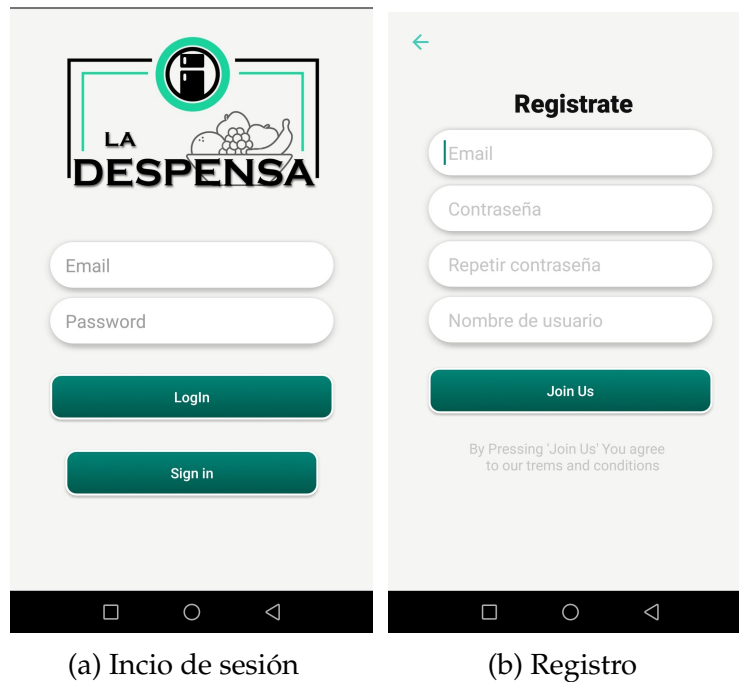 LA
DESPENSA
Email
Password
LogIn
Sign in
(a) Incio de sesión
Registrate
Email
Contraseña
Repetir contraseña
Nombre de usuario
Join Us
By Pressing 'Join Us' You agree
to our trems and conditions
(b) Registro